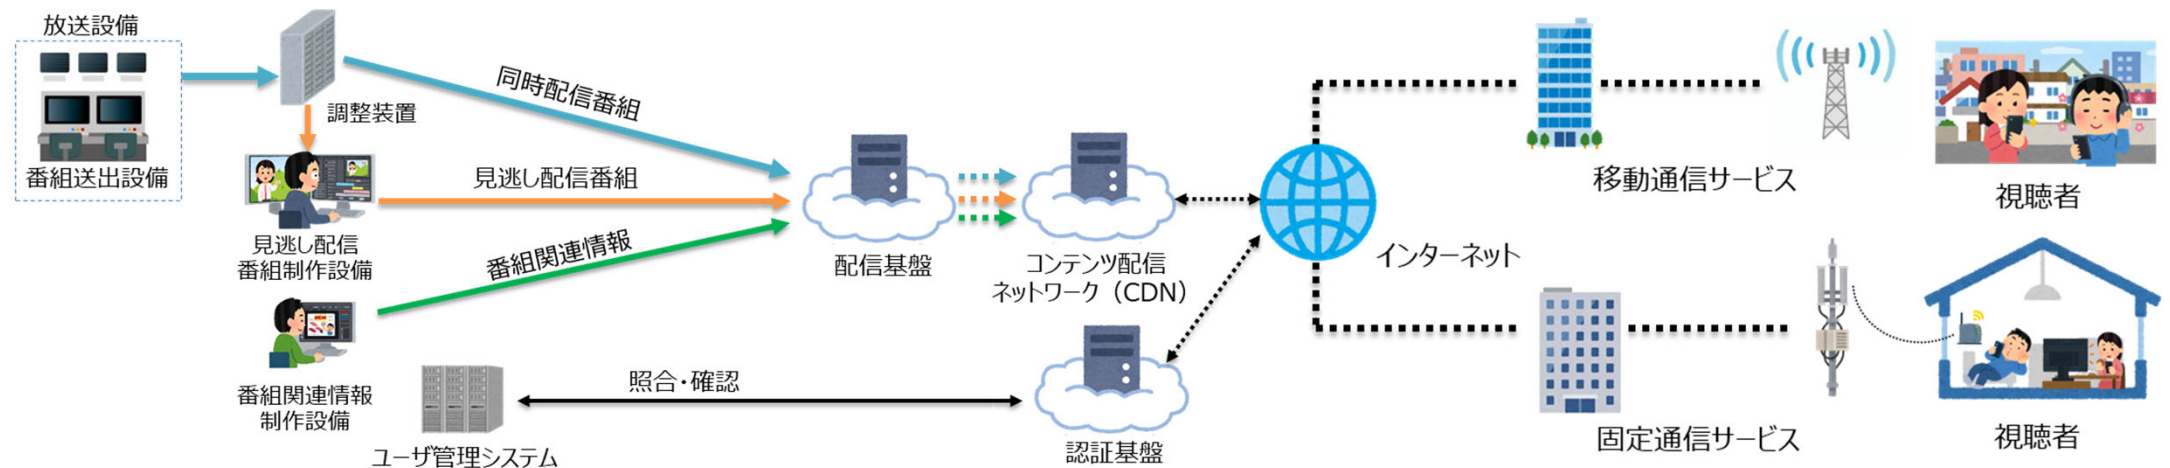 放送設備
番組送出設備
調整装置
同時配信番組
見逃し配信番組
見逃し配信
番組制作設備
番組関連情報
番組関連情報
制作設備
ユーザ管理システム
照合・確認
配信基盤
コンテンツ配信
ネットワーク（CDN）
認証基盤
インターネット
移動通信サービス
視聴者
固定通信サービス
視聴者